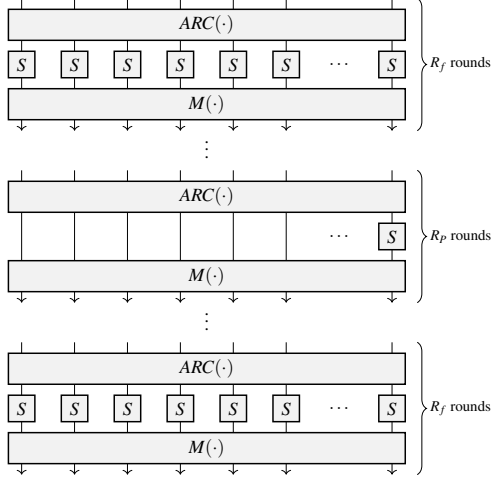 ARC(·)
S S S S S S ··· S
R_f rounds
M(·)
⋮
ARC(·)
··· S
R_P rounds
M(·)
⋮
ARC(·)
S S S S S S ··· S
R_f rounds
M(·)